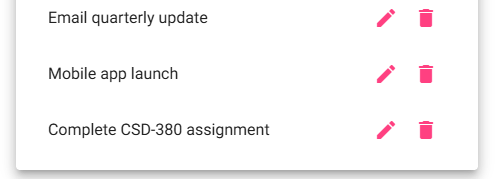 Email quarterly update
Mobile app launch
Complete CSD-380 assignment